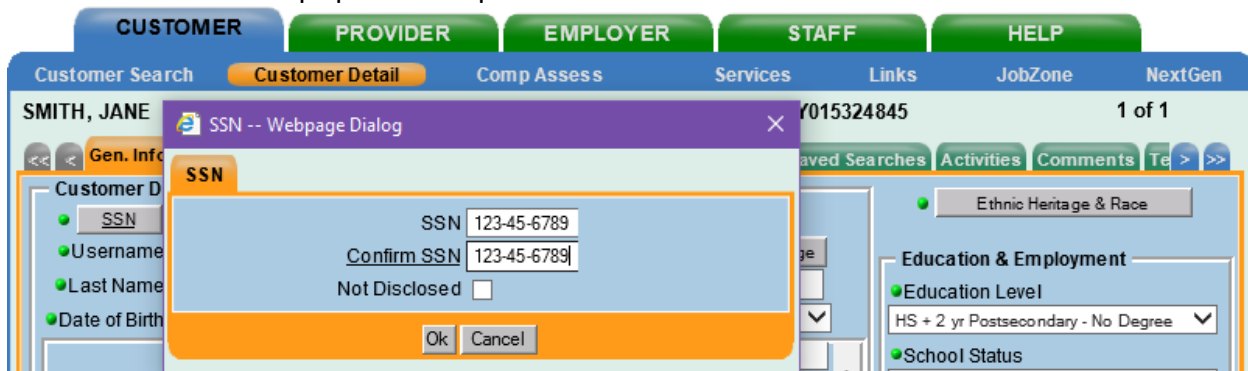 CUSTOMER PROVIDER EMPLOYER STAFF HELP
Customer Search Customer Detail Comp Assess Services Links JobZone NextGen
SMITH, JANE Y015324845 1 of 1
SSN -- Webpage Dialog
<< < Gen. Info aved Searches Activities Comments Te > >>
SSN
Customer D
SSN
Username
Last Name
Date of Birth
SSN 123-45-6789
Confirm SSN 123-45-6789
Not Disclosed
Ok Cancel
ge
Ethnic Heritage & Race
Education & Employment
Education Level
HS + 2 yr Postsecondary - No Degree
School Status